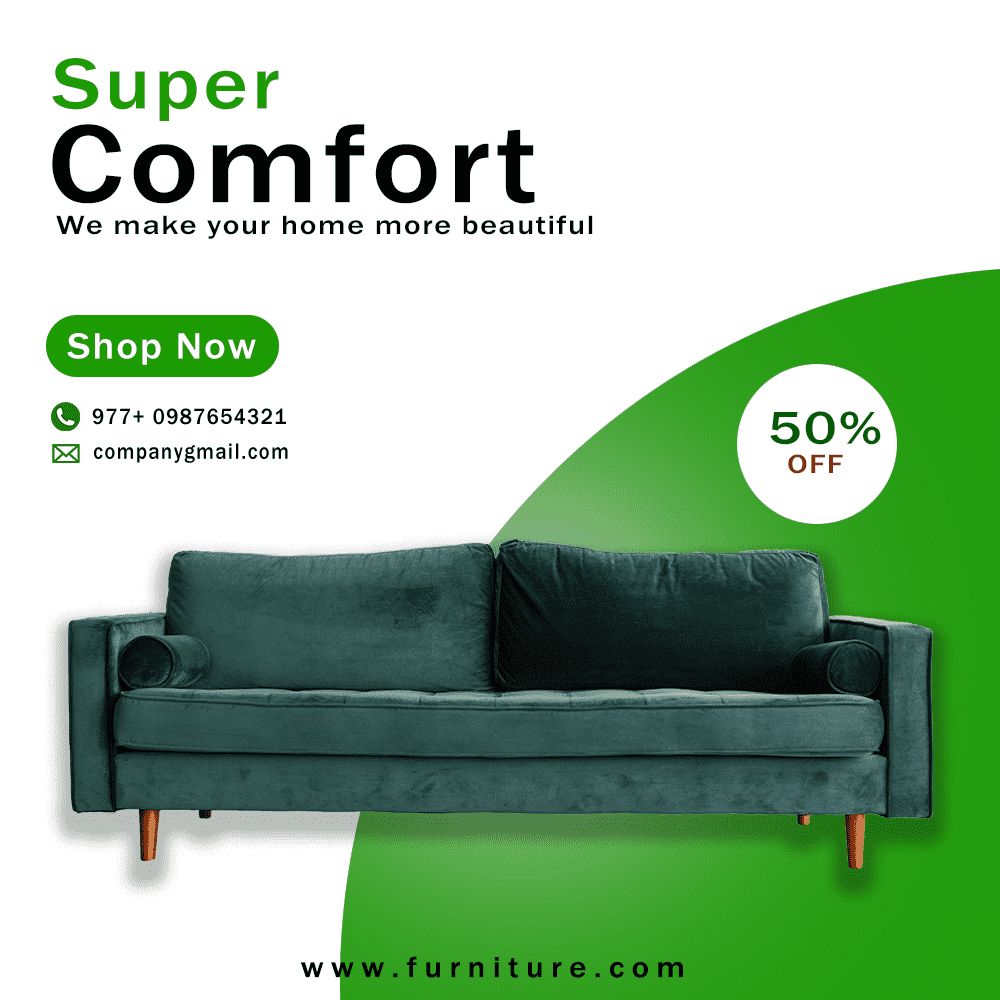 Super
Comfort
We make your home more beautiful
Shop Now
977+ 0987654321
companygmail.com
50%
OFF
www.furniture.com